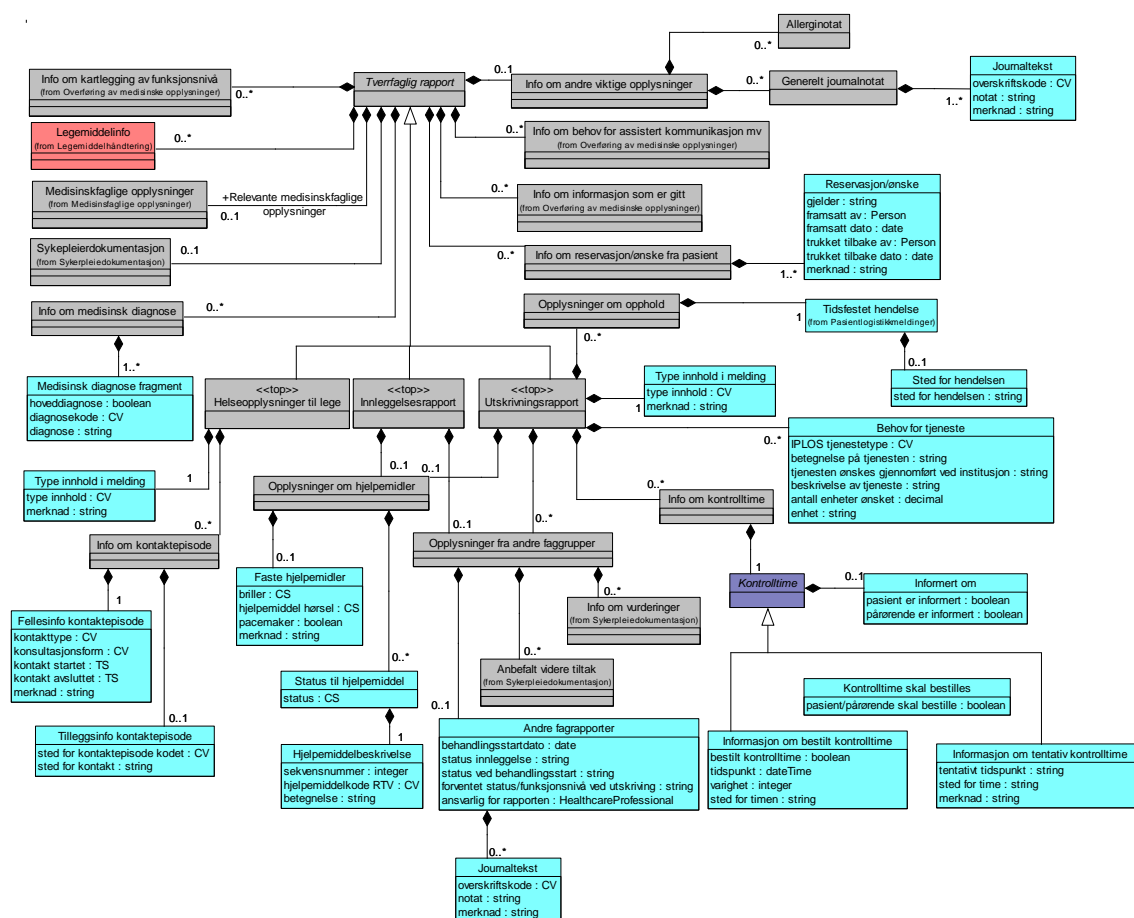 Allerginotat
0..*
Info om kartlegging av funksjonsnivå
(from Overføring av medisinske opplysninger)
0..*
Tverrfaglig rapport
0..1
Info om andre viktige opplysninger
0..*
Generelt journalnotat
1..*
Journaltekst
overskriftskode : CV
notat : string
merknad : string
Legemiddelinfo
(from Legemiddelhåndtering)
0..*
0..*
Info om behov for assistert kommunikasjon mv
(from Overføring av medisinske opplysninger)
Medisinskfaglige opplysninger
(from Medisinsfaglige opplysninger)
+Relevante medisinskfaglige
opplysninger
0..1
0..*
Info om informasjon som er gitt
(from Overføring av medisinske opplysninger)
Reservasjon/ønske
gjelder : string
framsatt av : Person
framsatt dato : date
trukket tilbake av : Person
trukket tilbake dato : date
merknad : string
Sykepleierdokumentasjon
(from Sykerpleiedokumentasjon)
0..1
0..*
Info om reservasjon/ønske fra pasient
1..*
Info om medisinsk diagnose
0..*
1..*
Opplysninger om opphold
0..*
1
Tidsfestet hendelse
(from Pasientlogistikkmeldinger)
0..1
Medisinsk diagnose fragment
hoveddiagnose : boolean
diagnosekode : CV
diagnose : string
<<top>>
Helseopplysninger til lege
<<top>>
Innleggelsesrapport
<<top>>
Utskrivningsrapport
Type innhold i melding
type innhold : CV
merknad : string
1
Sted for hendelsen
sted for hendelsen : string
Behov for tjeneste
IPLOS tjenestetype : CV
betegnelse på tjenesten : string
tjenesten ønskes gjennomført ved institusjon : string
beskrivelse av tjeneste : string
antall enheter ønsket : decimal
enhet : string
0..*
Type innhold i melding
type innhold : CV
merknad : string
1
0..1
0..1
Opplysninger om hjelpemidler
0..*
Info om kontrolltime
0..*
Info om kontaktepisode
0..1
0..*
Opplysninger fra andre faggrupper
0..1
Faste hjelpemidler
briller : CS
hjelpemiddel hørsel : CS
pacemaker : boolean
merknad : string
0..*
Info om vurderinger
(from Sykerpleiedokumentasjon)
1
Kontrolltime
0..1
Informert om
pasient er informert : boolean
pårørende er informert : boolean
1
Fellesinfo kontaktepisode
kontakttype : CV
konsultasjonsform : CV
kontakt startet : TS
kontakt avsluttet : TS
merknad : string
0..*
Status til hjelpemiddel
status : CS
0..*
Anbefalt videre tiltak
(from Sykerpleiedokumentasjon)
Kontrolltime skal bestilles
pasient/pårørende skal bestille : boolean
0..1
Tilleggsinfo kontaktepisode
sted for kontaktepisode kodet : CV
sted for kontakt : string
1
Hjelpemiddelbeskrivelse
sekvensnummer : integer
hjelpemiddelkode RTV : CV
betegnelse : string
0..1
Andre fagrapporter
behandlingsstartdato : date
status innleggelse : string
status ved behandlingsstart : string
forventet status/funksjonsnivå ved utskriving : string
ansvarlig for rapporten : HealthcareProfessional
Informasjon om bestilt kontrolltime
bestilt kontrolltime : boolean
tidspunkt : dateTime
varighet : integer
sted for timen : string
Informasjon om tentativ kontrolltime
tentativt tidspunkt : string
sted for time : string
merknad : string
0..*
Journaltekst
overskriftskode : CV
notat : string
merknad : string